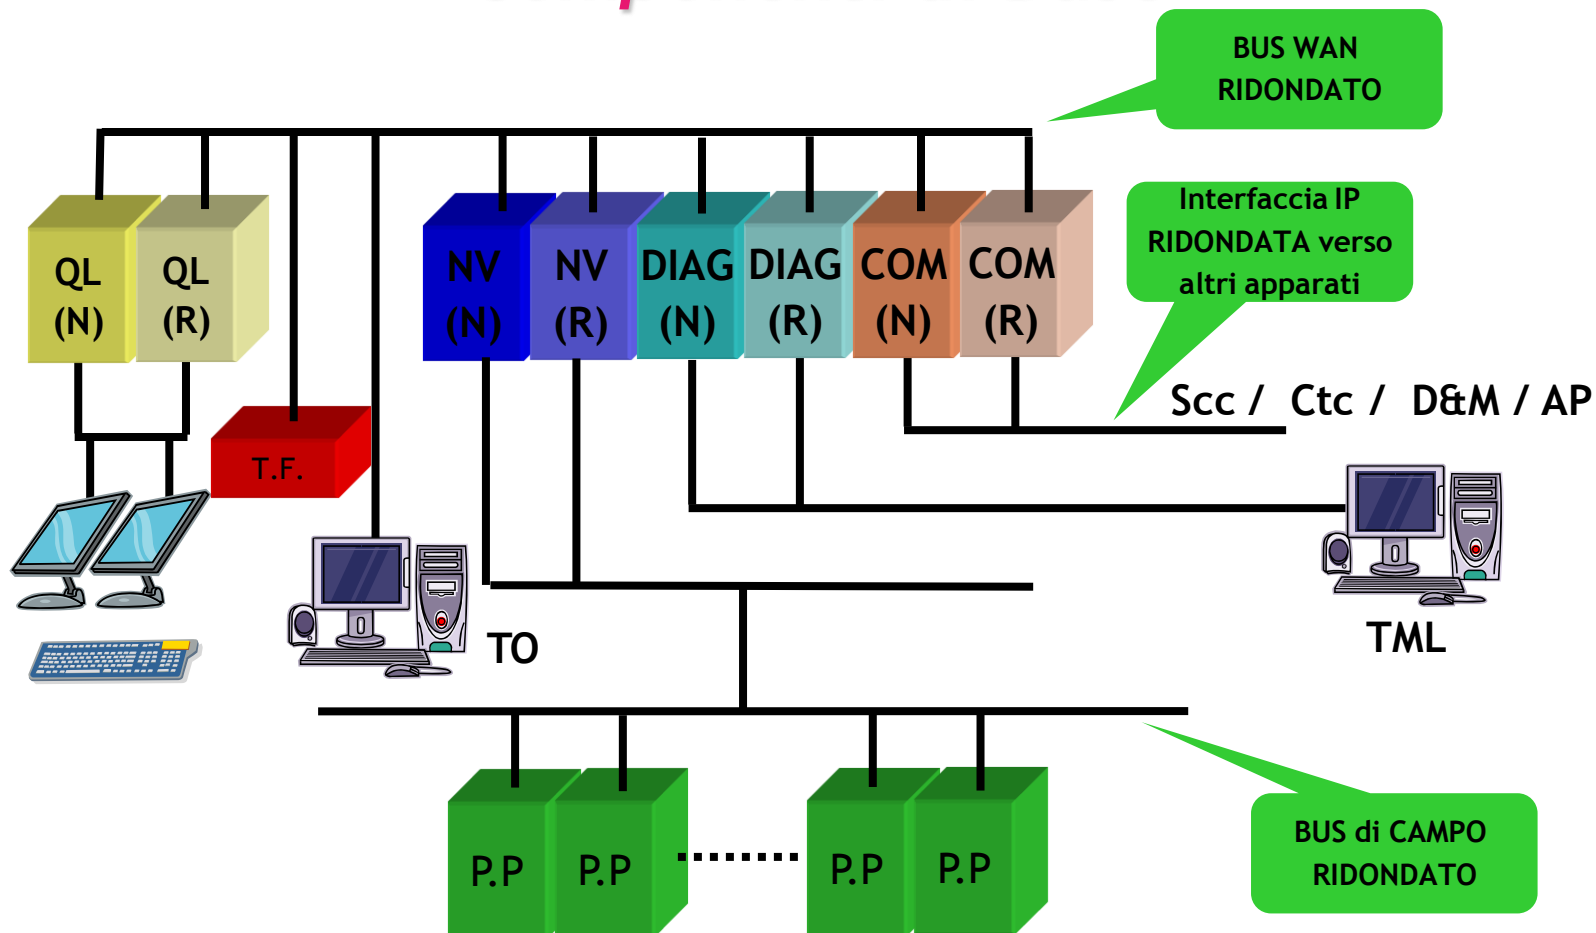 BUS WAN
RIDONDATO
Interfaccia IP
RIDONDATA verso
altri apparati
QL
(N)
QL
(R)
NV
(N)
NV
(R)
DIAG
(N)
DIAG
(R)
COM
(N)
COM
(R)
Scc / Ctc / D&M / AP
T.F.
TO
TML
P.P
P.P
P.P
P.P
BUS di CAMPO
RIDONDATO